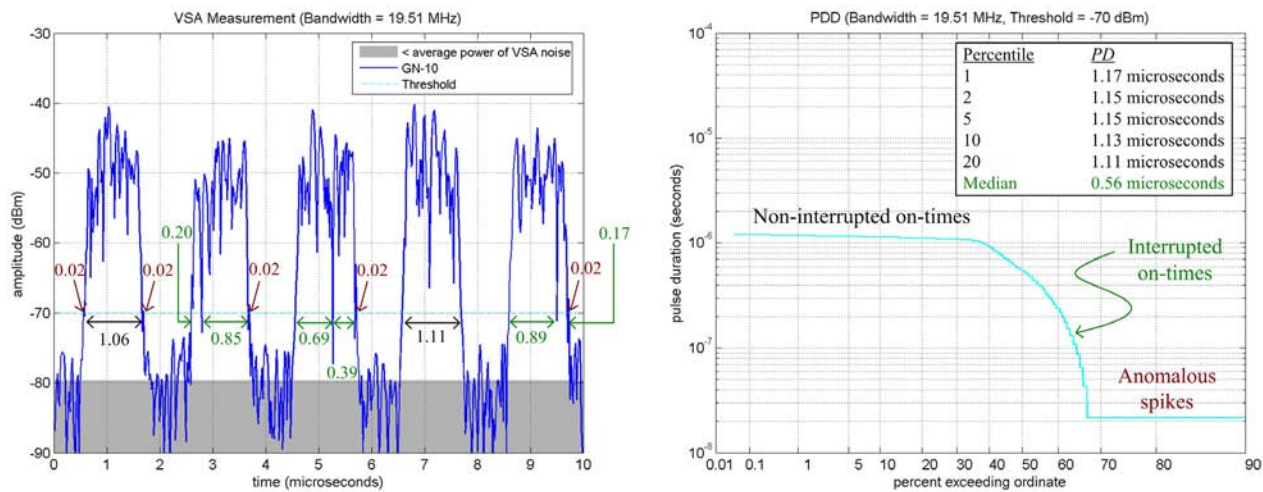 VSA Measurement (Bandwidth = 19.51 MHz)
-30
-40
-50
-60
-70
-80
-90
amplitude (dBm)
< average power of VSA noise
GN-10
Threshold
0.20
0.17
0.02
0.02
0.02
0.02
0.02
1.06
0.85
0.69
0.39
1.11
0.89
0 1 2 3 4 5 6 7 8 9 10
time (microseconds)
PDD (Bandwidth = 19.51 MHz, Threshold = -70 dBm)
10-4
10-5
10-6
10-7
10-8
pulse duration (seconds)
Percentile PD
1 1.17 microseconds
2 1.15 microseconds
5 1.15 microseconds
10 1.13 microseconds
20 1.11 microseconds
Median 0.56 microseconds
Non-interrupted on-times
Interrupted
on-times
Anomalous
spikes
0.01 0.1 1 5 10 20 30 40 50 60 70 80 90
percent exceeding ordinate